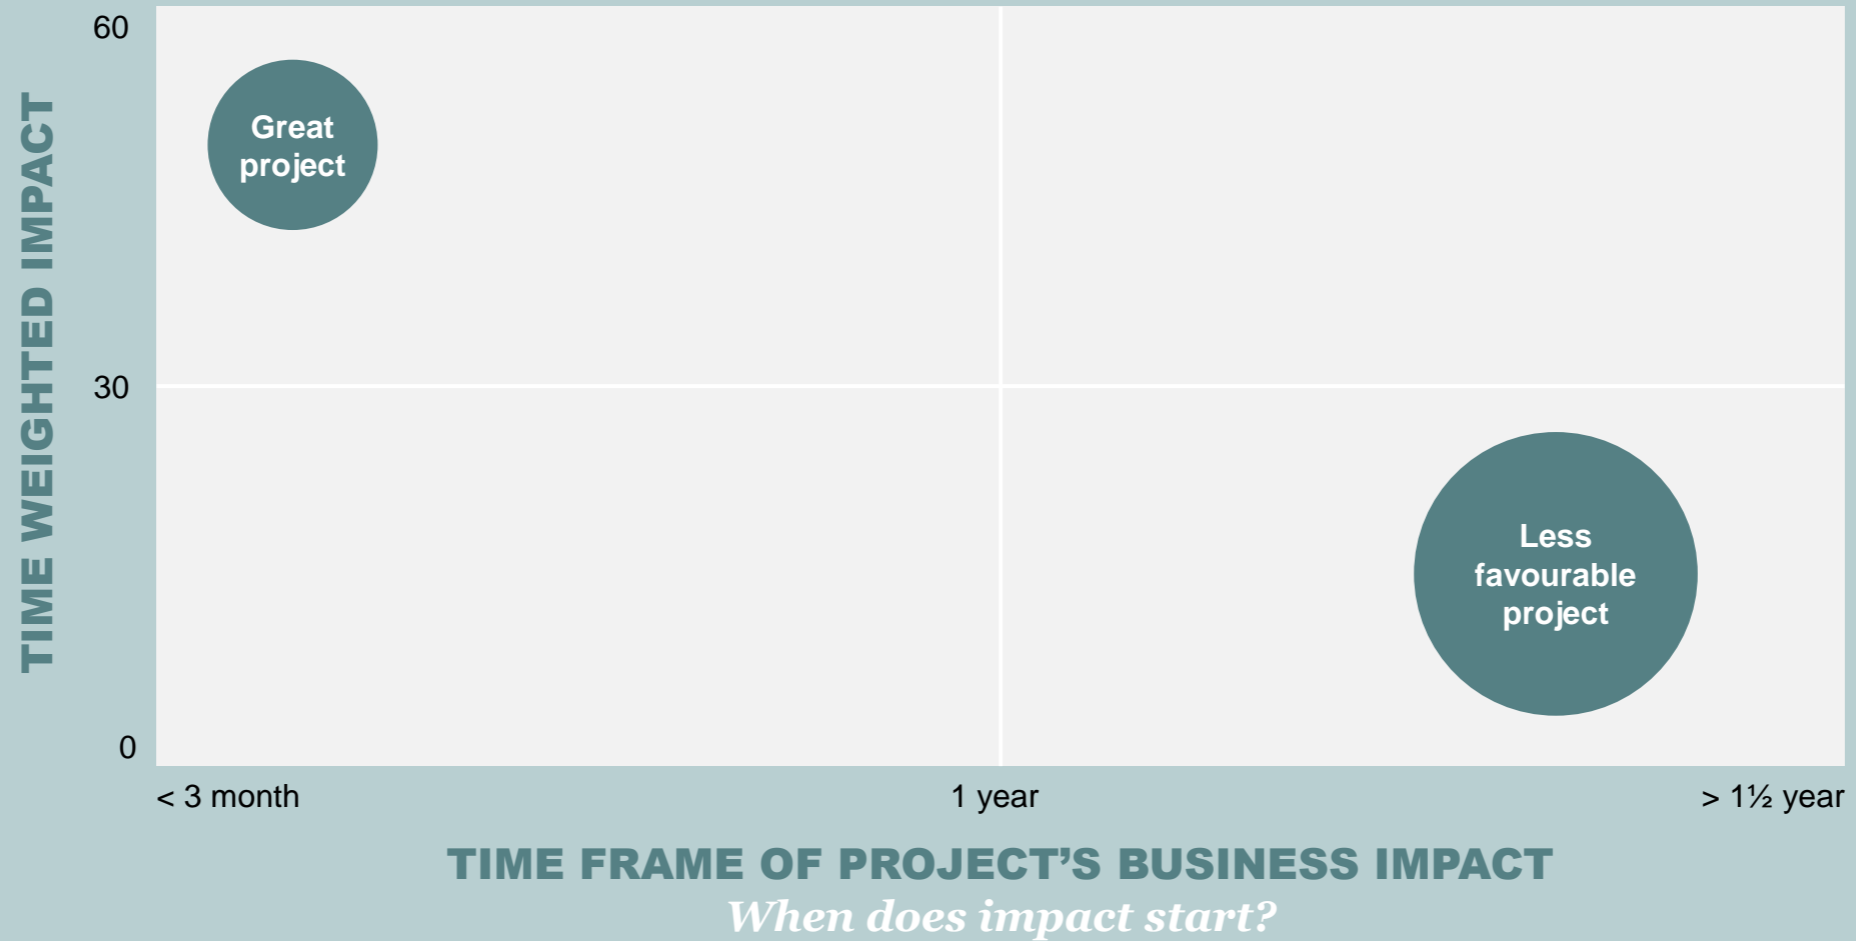 60
TIME WEIGHTED IMPACT
Great
project
30
Less
favourable
project
0
< 3 month
1 year
> 1½ year
TIME FRAME OF PROJECT’S BUSINESS IMPACT
When does impact start?